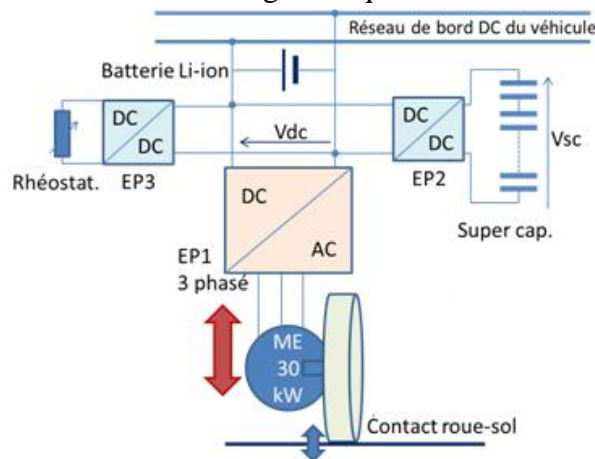 Réseau de bord DC du véhicule
Batterie Li-ion
DC
DC
Vdc
DC
DC
Vsc
Rhéostat.
EP3
EP2
DC
AC
Super cap.
EP1
3 phasé
ME
30
kW
Contact roue-sol